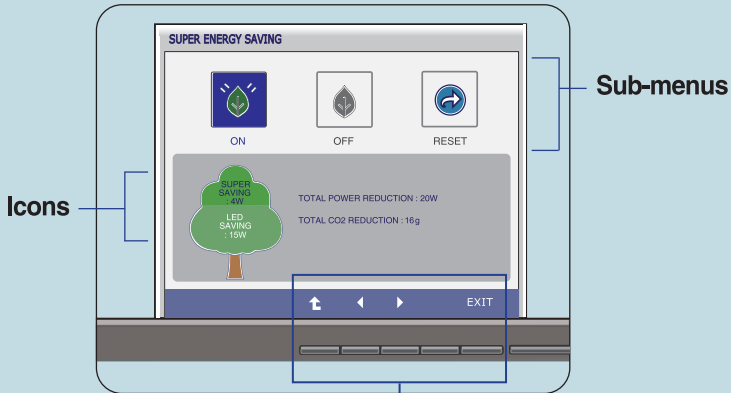 SUPER ENERGY SAVING
Sub-menus
ON
OFF
RESET
Icons
SUPER
SAVING
: 4W
LED
SAVING
: 15W
TOTAL POWER REDUCTION : 20W
TOTAL CO2 REDUCTION : 16g
EXIT